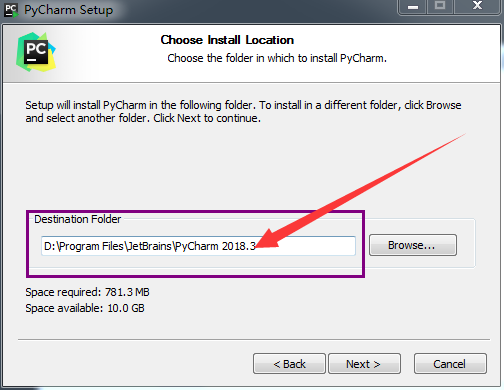 PyCharm Setup
PC
Choose Install Location
Choose the folder in which to install PyCharm.
PC
Setup will install PyCharm in the following folder. To install in a different folder, click Browse
and select another folder. Click Next to continue.
Destination Folder
D:\Program Files\JetBrains\PyCharm 2018.3
Browse...
Space required: 781.3 MB
Space available: 10.0 GB
< Back
Next >
Cancel